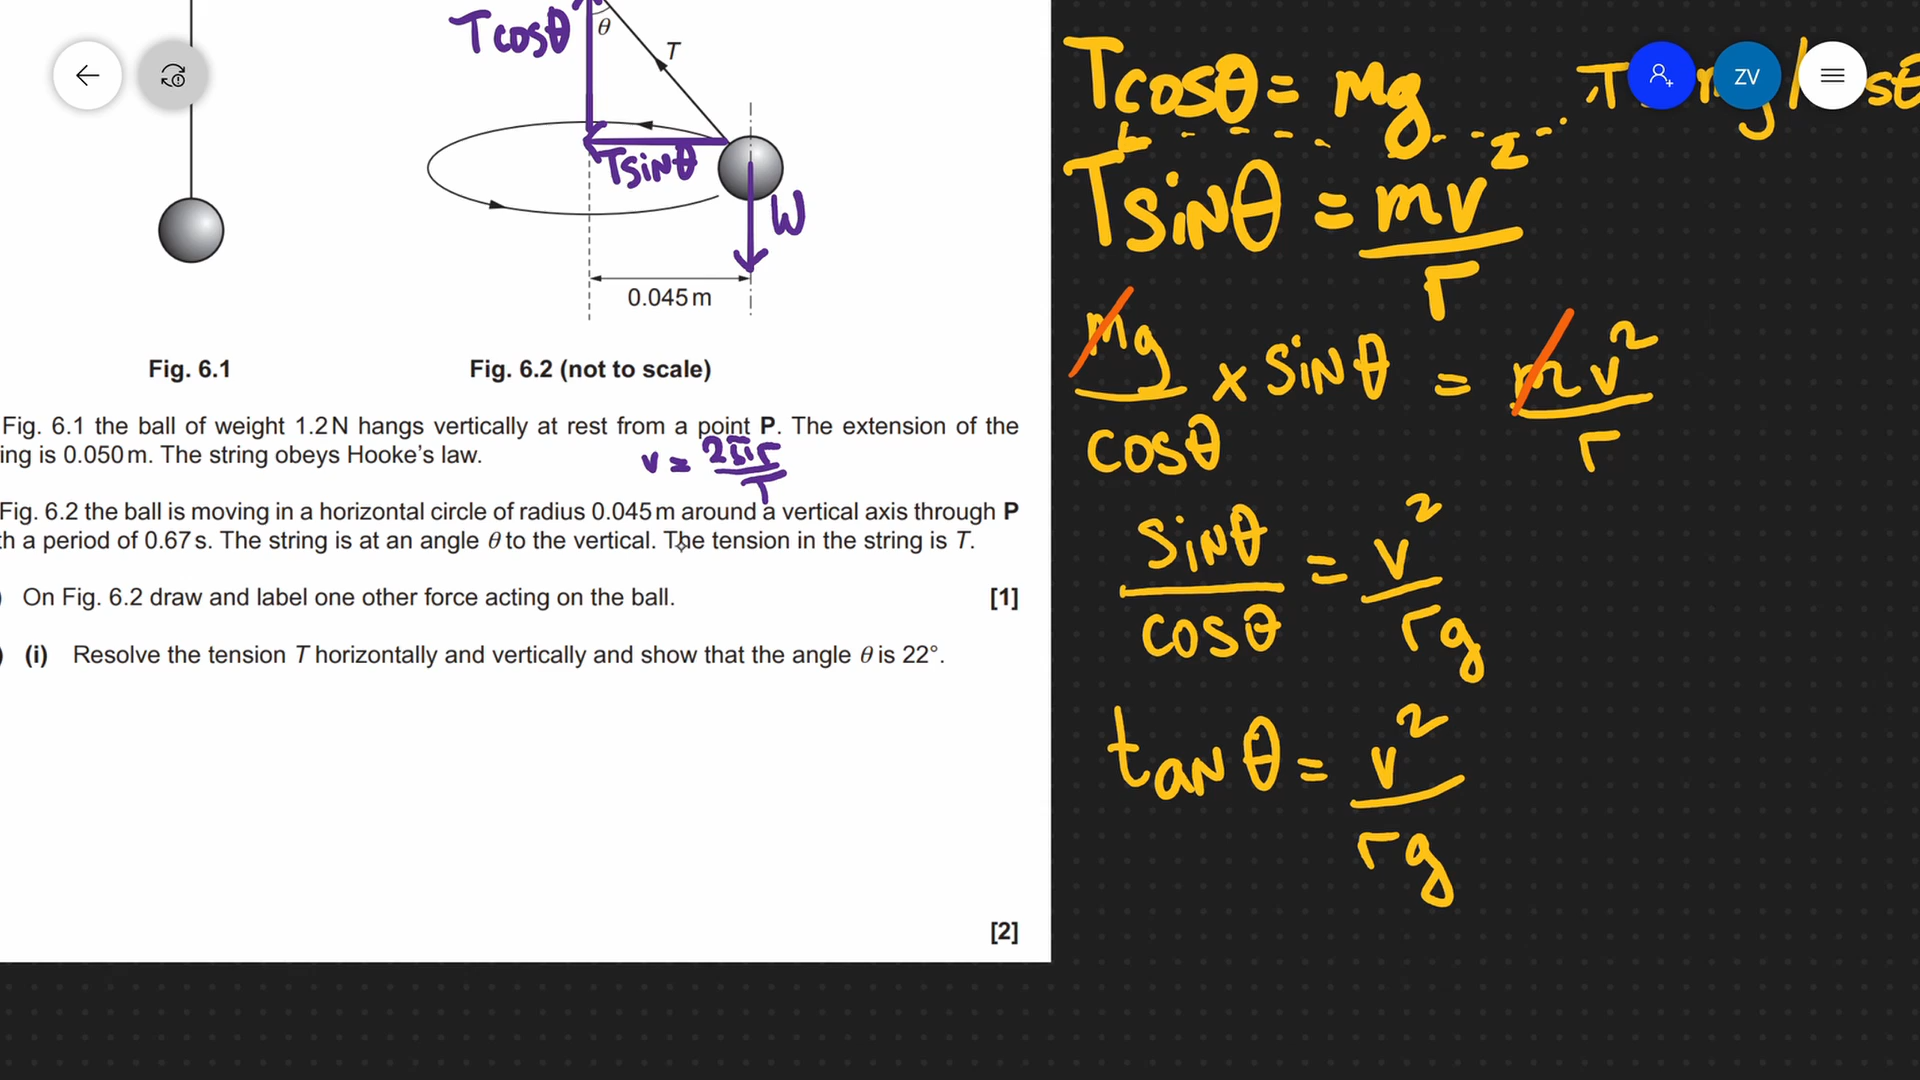 Tcosθ
θ
T
Tsinθ
W
0.045 m
Fig. 6.1
Fig. 6.2 (not to scale)
Fig. 6.1 the ball of weight 1.2 N hangs vertically at rest from a point P. The extension of the
ing is 0.050 m. The string obeys Hooke's law.
v = 2πr/T
Fig. 6.2 the ball is moving in a horizontal circle of radius 0.045 m around a vertical axis through P
th a period of 0.67 s. The string is at an angle θ to the vertical. The tension in the string is T.
) On Fig. 6.2 draw and label one other force acting on the ball. [1]
) (i) Resolve the tension T horizontally and vertically and show that the angle θ is 22°.
[2]
Tcosθ = mg
ZV
Tsinθ = mv²/r
mg/cosθ × sinθ = mv²/r
sinθ/cosθ = v²/rg
tanθ = v²/rg